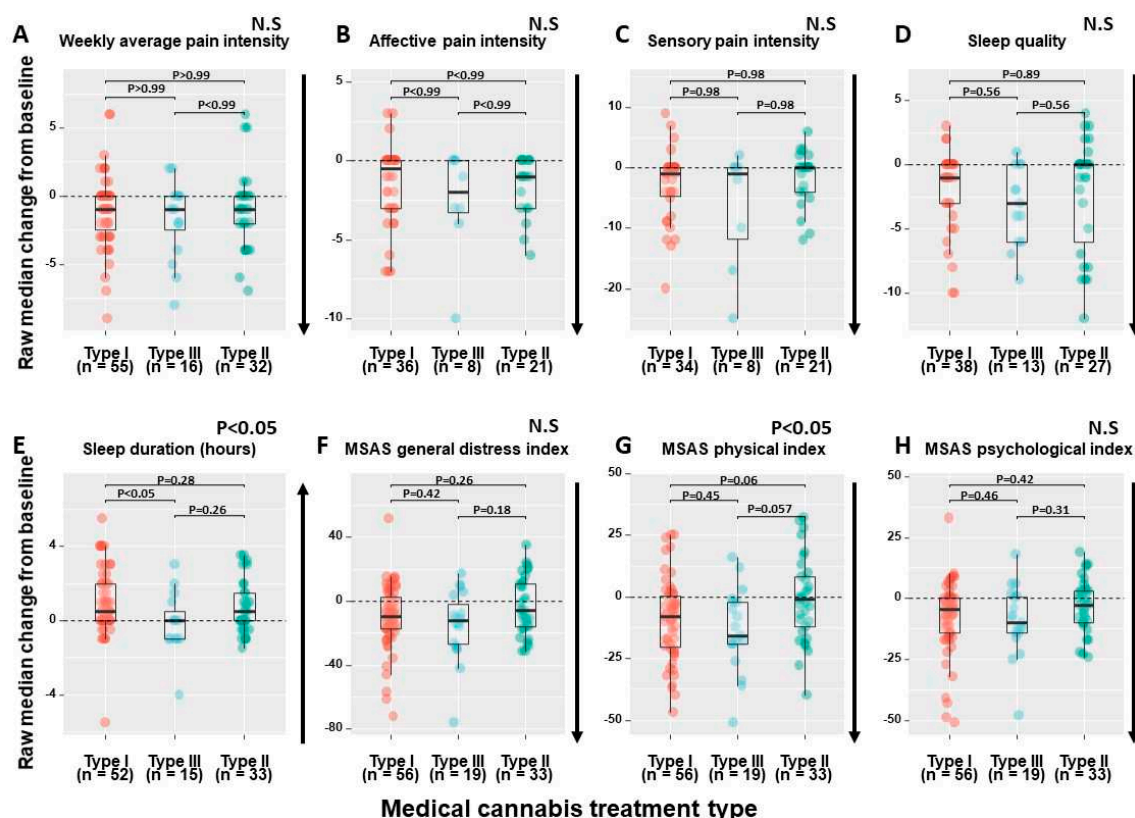 A
Weekly average pain intensity
N.S
Raw median change from baseline
P>0.99
P>0.99
P<0.99
5
0
-5
Type I
(n = 55)
Type III
(n = 16)
Type II
(n = 32)
B
Affective pain intensity
N.S
P<0.99
P<0.99
P<0.99
5
0
-5
-10
Type I
(n = 36)
Type III
(n = 8)
Type II
(n = 21)
C
Sensory pain intensity
N.S
P=0.98
P=0.98
P=0.98
10
0
-10
-20
Type I
(n = 34)
Type III
(n = 8)
Type II
(n = 21)
D
Sleep quality
N.S
P=0.89
P=0.56
P=0.56
5
0
-5
-10
Type I
(n = 38)
Type III
(n = 13)
Type II
(n = 27)
E
Sleep duration (hours)
P<0.05
Raw median change from baseline
P=0.28
P<0.05
P=0.26
4
0
-4
Type I
(n = 52)
Type III
(n = 15)
Type II
(n = 33)
F
MSAS general distress index
N.S
P=0.26
P=0.42
P=0.18
40
0
-40
-80
Type I
(n = 56)
Type III
(n = 19)
Type II
(n = 33)
G
MSAS physical index
P<0.05
P=0.06
P=0.45
P=0.057
50
25
0
-25
-50
Type I
(n = 56)
Type III
(n = 19)
Type II
(n = 33)
H
MSAS psychological index
N.S
P=0.42
P=0.46
P=0.31
50
25
0
-25
-50
Type I
(n = 56)
Type III
(n = 19)
Type II
(n = 33)
Medical cannabis treatment type